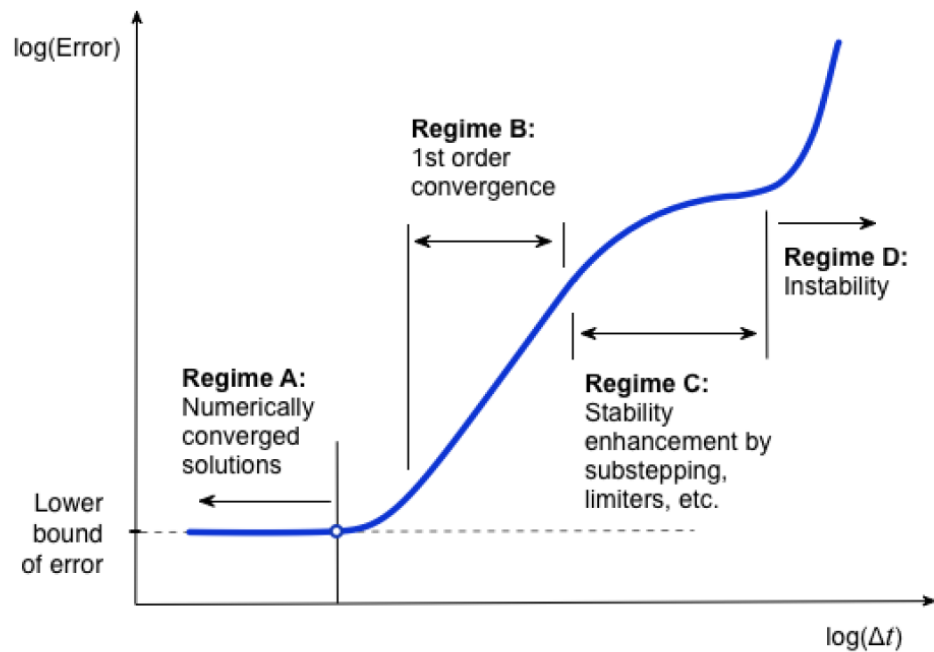 log(Error)
Regime B:
1st order
convergence
Regime D:
Instability
Regime A:
Numerically
converged
solutions
Regime C:
Stability
enhancement by
substepping,
limiters, etc.
Lower
bound
of error
log(Δt)